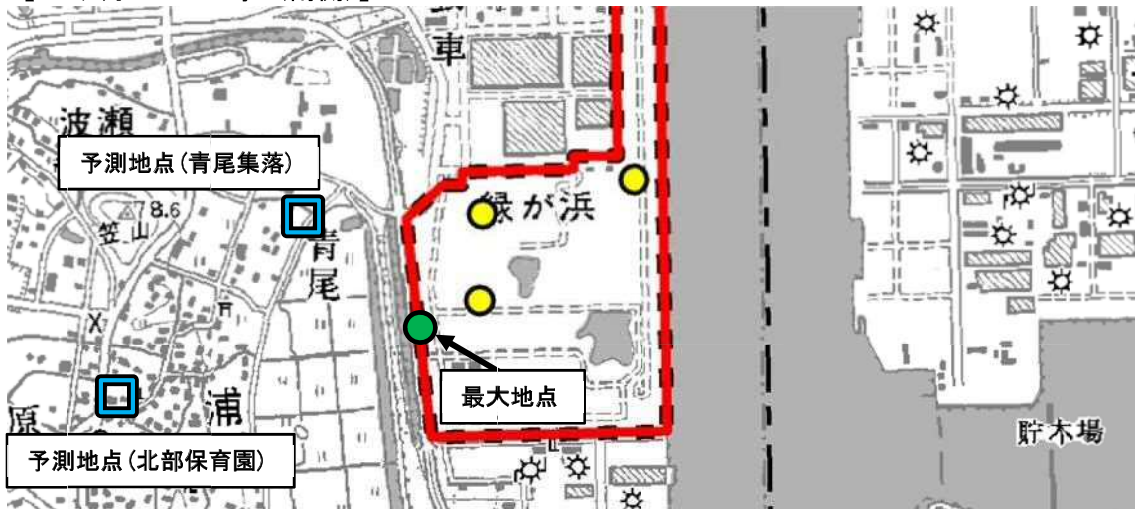 車
波瀬
予測地点(青尾集落)
緑が浜
78.6
笠山
青尾
最大地点
浦
原
貯木場
予測地点(北部保育園)